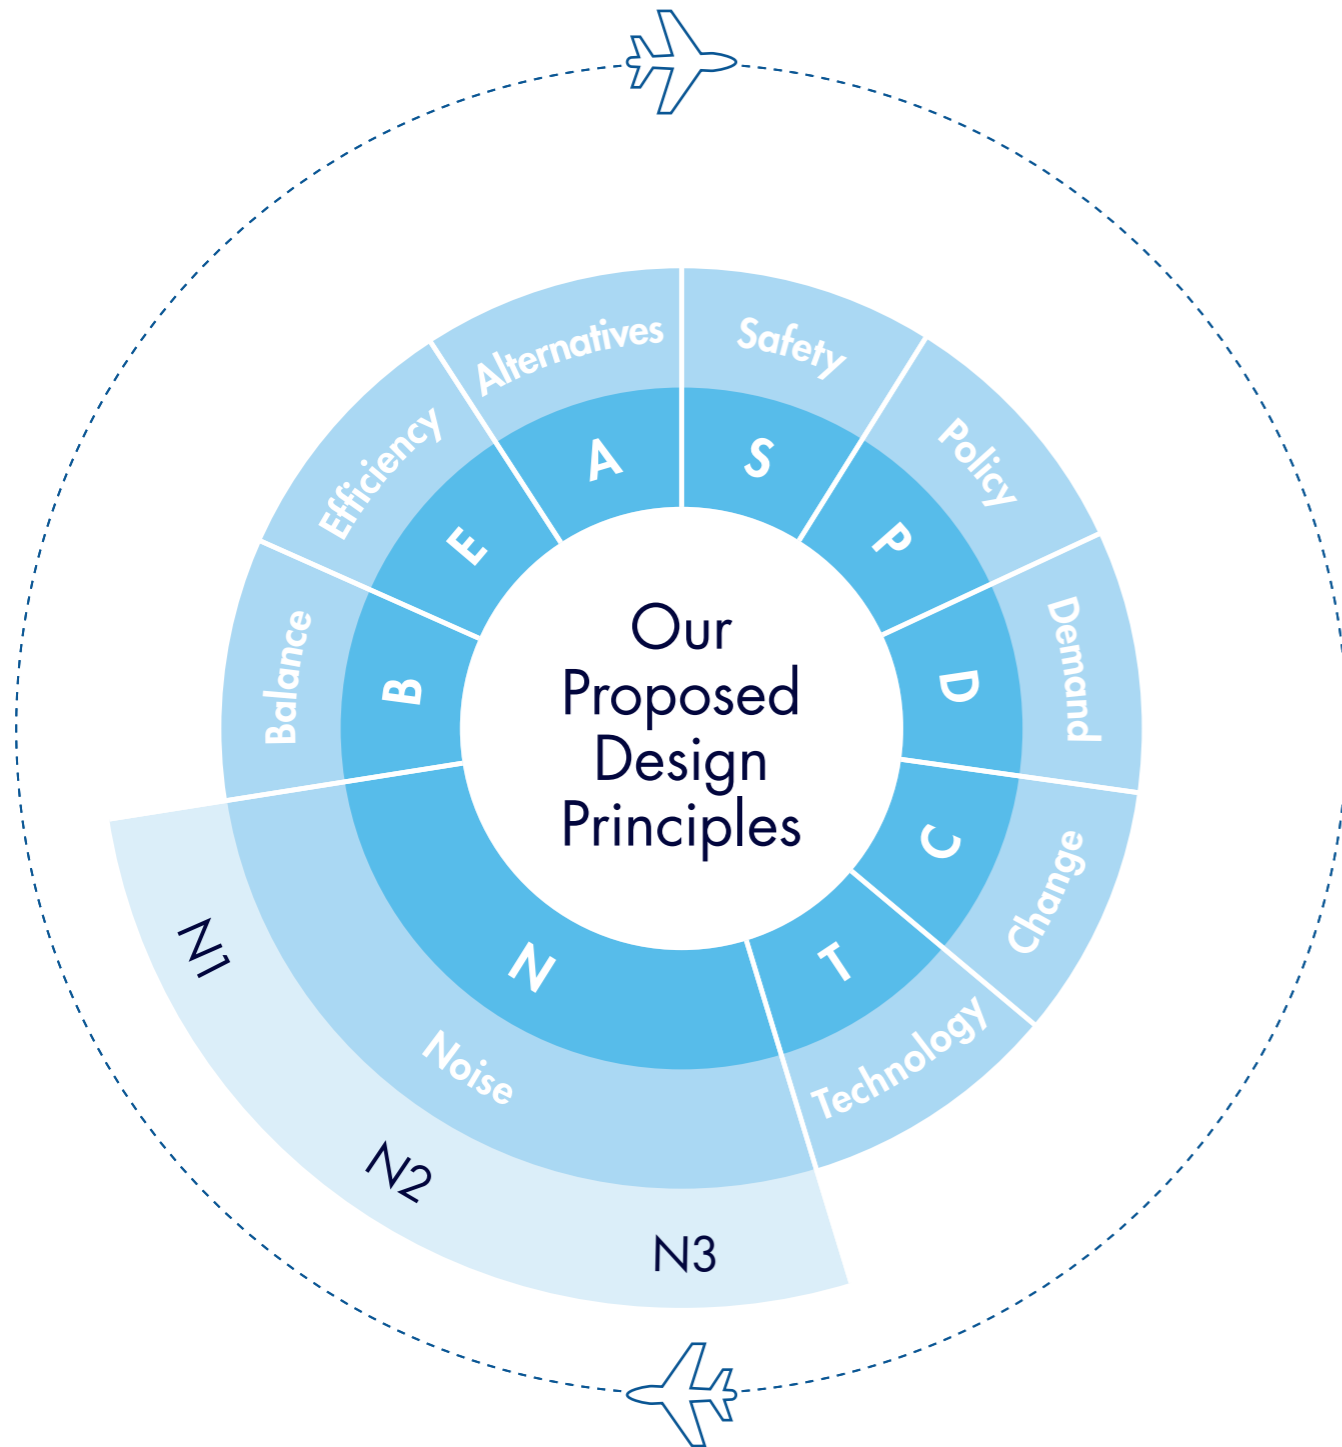 Our
Proposed
Design
Principles
S
Safety
P
Policy
D
Demand
C
Change
T
Technology
N
Noise
N1
N2
N3
B
Balance
E
Efficiency
A
Alternatives